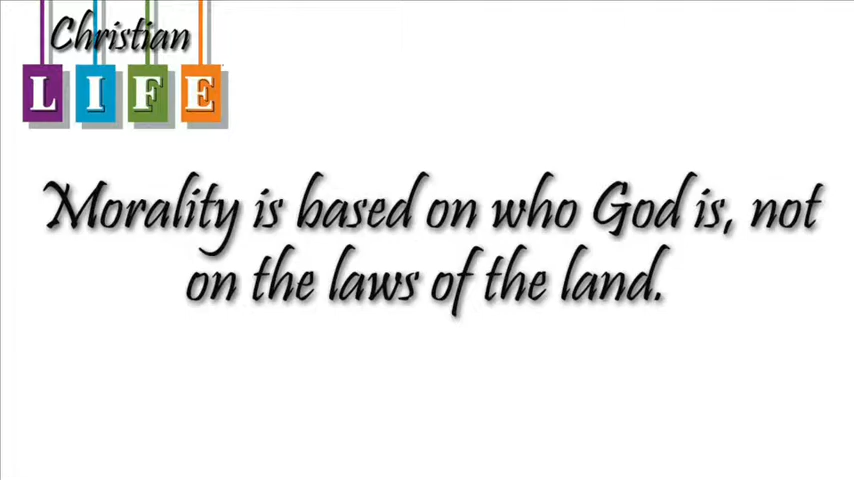 Christian
LIFE
Morality is based on who God is, not
on the laws of the land.